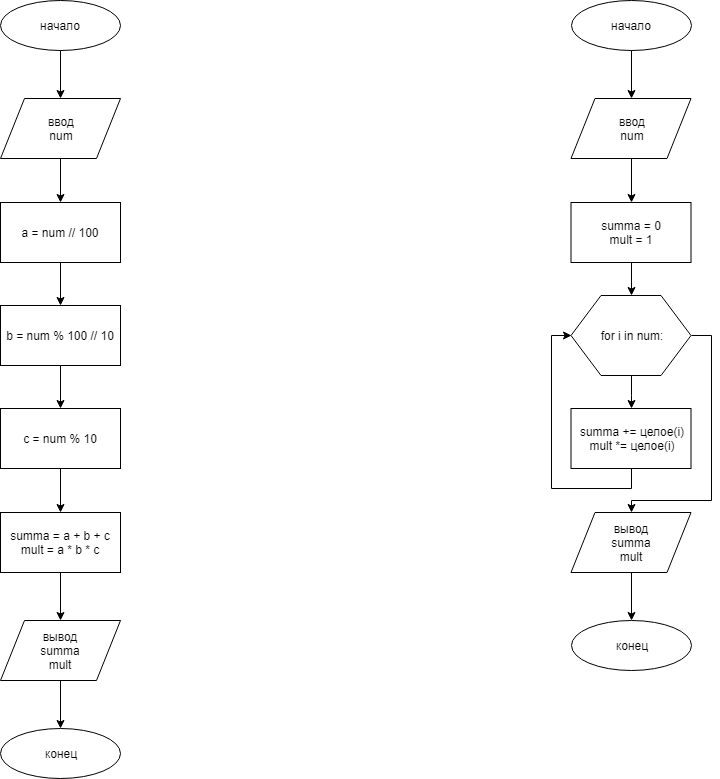 начало
ввод
num
a = num // 100
b = num % 100 // 10
c = num % 10
summa = a + b + c
mult = a * b * c
вывод
summa
mult
конец
начало
ввод
num
summa = 0
mult = 1
for i in num:
summa += целое(i)
mult *= целое(i)
вывод
summa
mult
конец